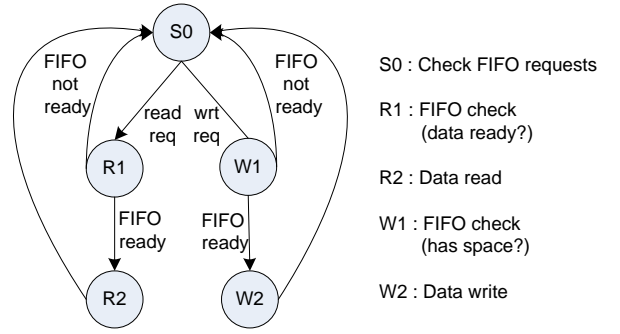 S0
FIFO
not
ready
FIFO
not
ready
read
req
wrt
req
R1
W1
FIFO
ready
FIFO
ready
R2
W2
S0 : Check FIFO requests
R1 : FIFO check
(data ready?)
R2 : Data read
W1 : FIFO check
(has space?)
W2 : Data write